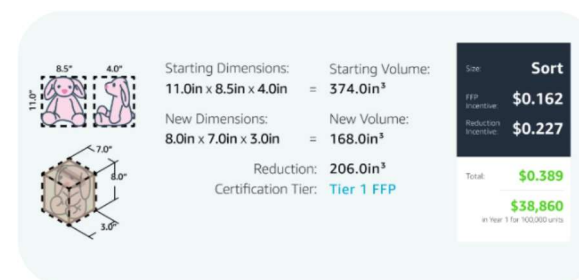 8.5" 4.0"
11.0"
7.0"
8.0"
3.0"
Starting Dimensions: Starting Volume:
11.0in x 8.5in x 4.0in = 374.0in³
New Dimensions: New Volume:
8.0in x 7.0in x 3.0in = 168.0in³
Reduction: 206.0in³
Certification Tier: Tier 1 FFP
Size: Sort
FFP
Incentive: $0.162
Reduction
Incentive: $0.227
Total: $0.389
$38,860
in Year 1 for 100,000 units